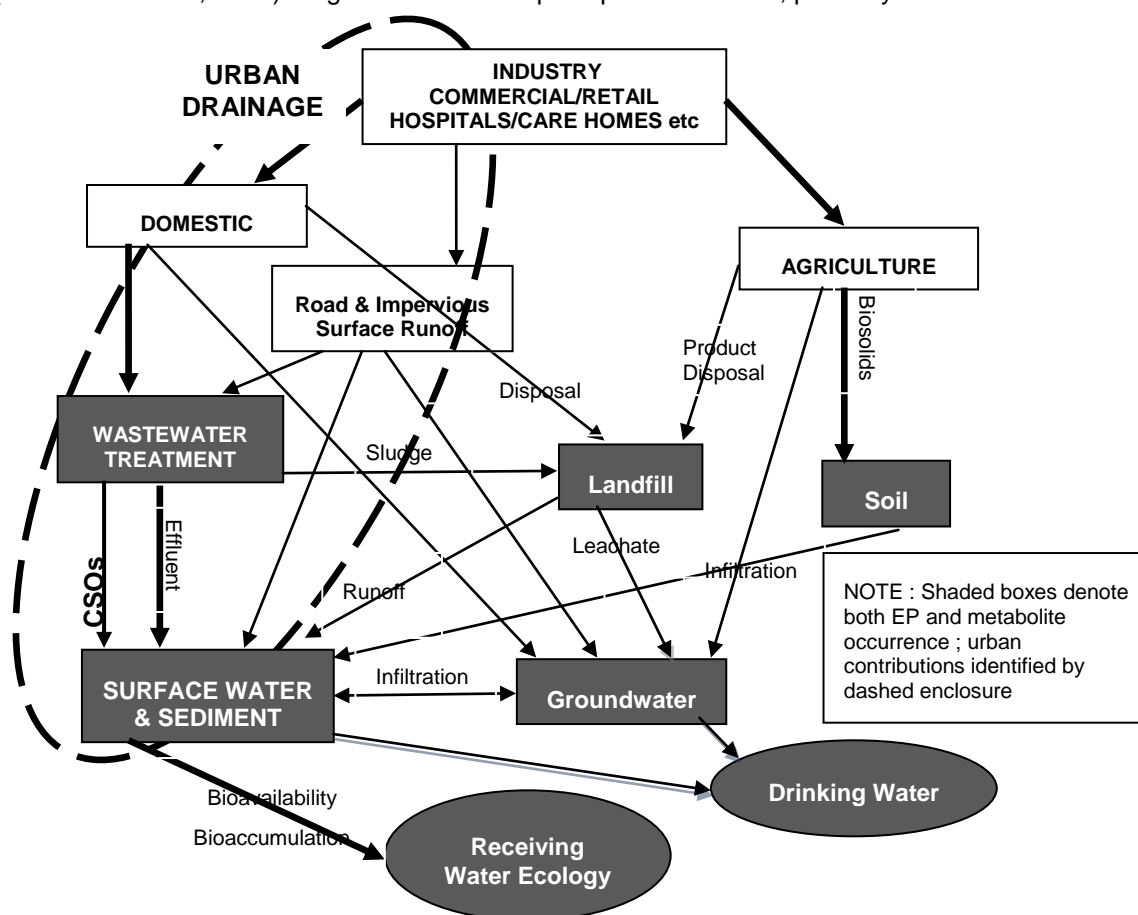 URBAN
DRAINAGE
INDUSTRY
COMMERCIAL/RETAIL
HOSPITALS/CARE HOMES etc
DOMESTIC
AGRICULTURE
Road & Impervious
Surface Runoff
Biosolids
Product
Disposal
Disposal
WASTEWATER
TREATMENT
Sludge
Landfill
Soil
CSOs
Effluent
Leachate
Infiltration
Runoff
NOTE : Shaded boxes denote
both EP and metabolite
occurrence ; urban
contributions identified by
dashed enclosure
SURFACE WATER
& SEDIMENT
Infiltration
Groundwater
Drinking Water
Bioavailability
Bioaccumulation
Receiving
Water Ecology